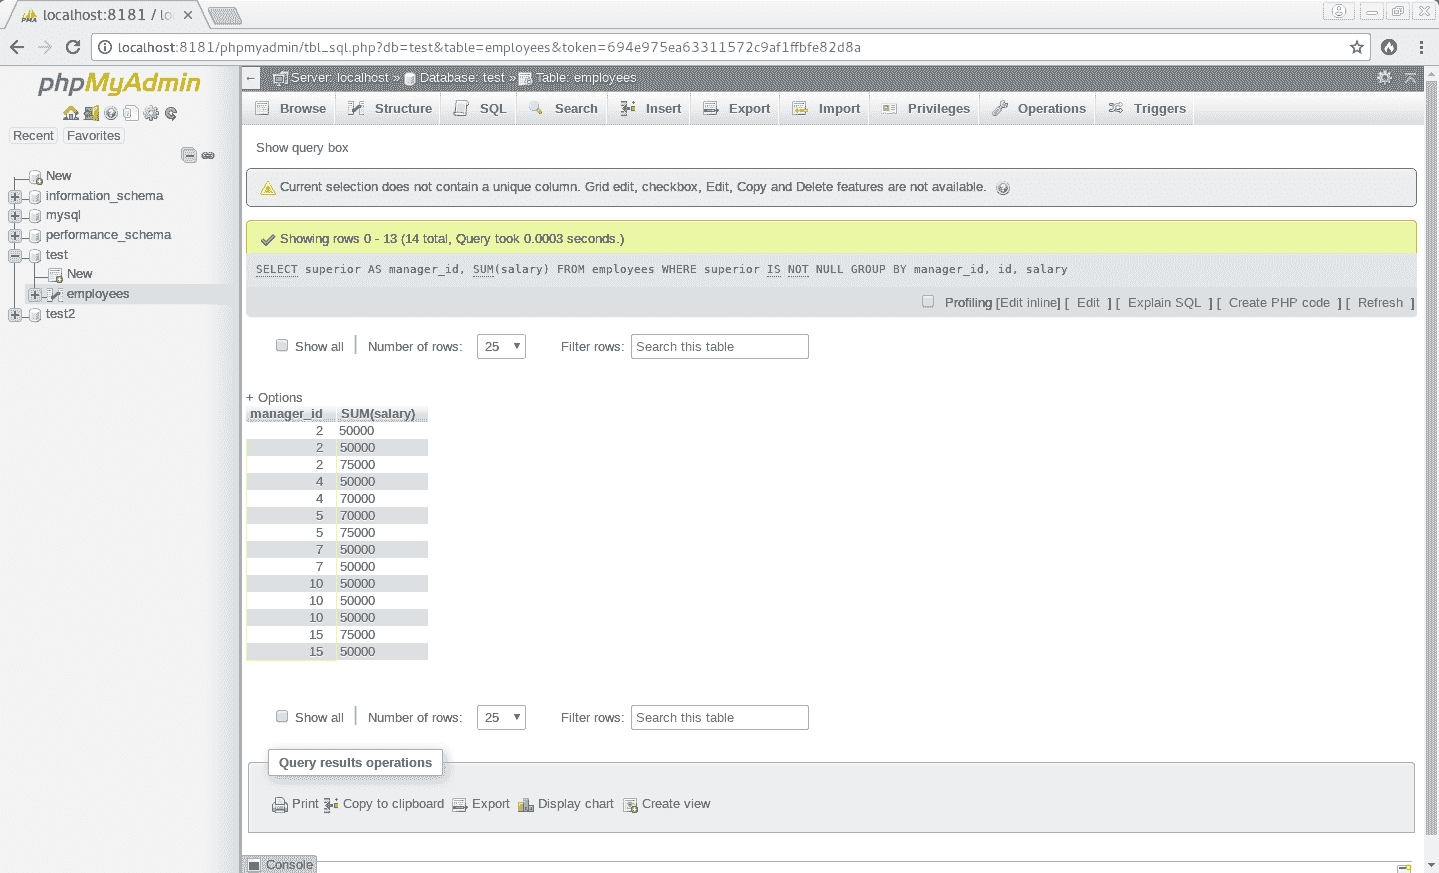 localhost:8181 / lo
localhost:8181/phpmyadmin/tbl_sql.php?db=test&table=employees&token=694e975ea63311572c9af1ffbfe82d8a
phpMyAdmin
Recent Favorites
New
information_schema
mysql
performance_schema
test
New
employees
test2
Server: localhost » Database: test » Table: employees
Browse Structure SQL Search Insert Export Import Privileges Operations Triggers
Show query box
Current selection does not contain a unique column. Grid edit, checkbox, Edit, Copy and Delete features are not available.
Showing rows 0 - 13 (14 total, Query took 0.0003 seconds.)
SELECT superior AS manager_id, SUM(salary) FROM employees WHERE superior IS NOT NULL GROUP BY manager_id, id, salary
Profiling [Edit inline] [ Edit ] [ Explain SQL ] [ Create PHP code ] [ Refresh ]
Show all | Number of rows: 25 Filter rows: Search this table
+ Options
manager_id SUM(salary)
2 50000
2 50000
2 75000
4 50000
4 70000
5 70000
5 75000
7 50000
7 50000
10 50000
10 50000
10 50000
15 75000
15 50000
Show all | Number of rows: 25 Filter rows: Search this table
Query results operations
Print Copy to clipboard Export Display chart Create view
Console